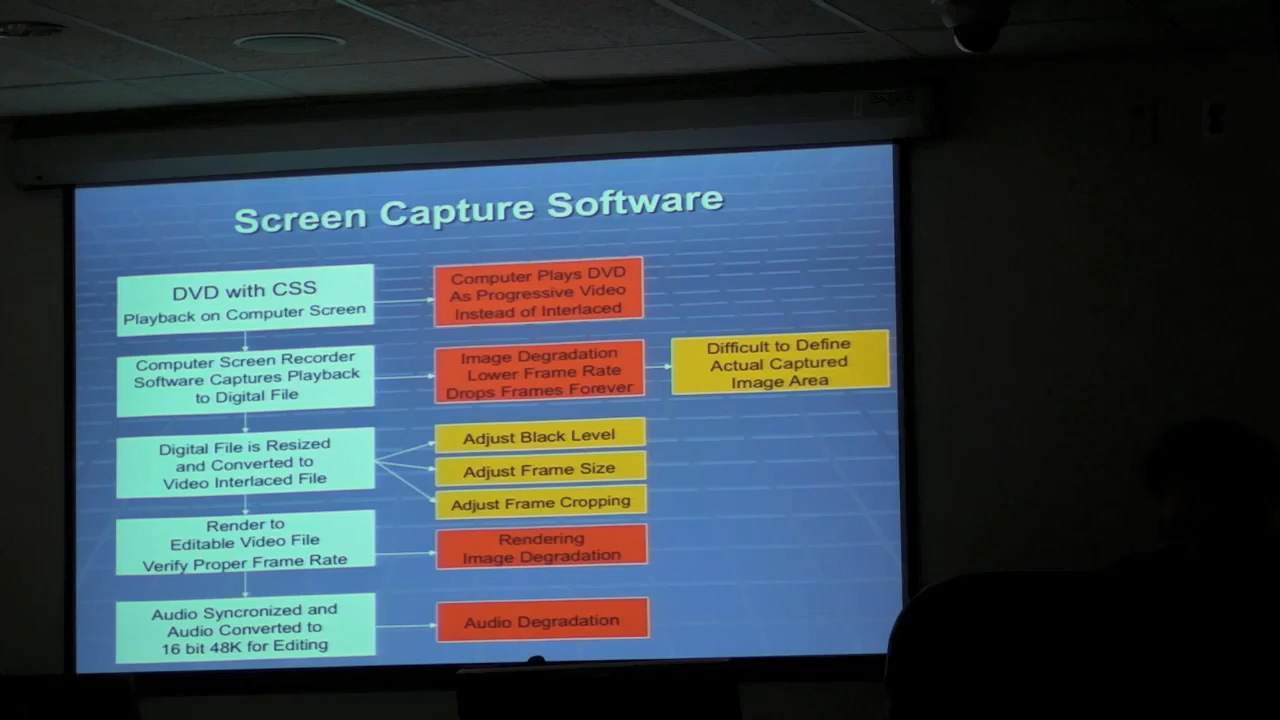 Screen Capture Software
DVD with CSS
Playback on Computer Screen
Computer Plays DVD
As Progressive Video
Instead of Interlaced
Computer Screen Recorder
Software Captures Playback
to Digital File
Image Degradation
Lower Frame Rate
Drops Frames Forever
Difficult to Define
Actual Captured
Image Area
Digital File is Resized
and Converted to
Video Interlaced File
Adjust Black Level
Adjust Frame Size
Adjust Frame Cropping
Render to
Editable Video File
Verify Proper Frame Rate
Rendering
Image Degradation
Audio Syncronized and
Audio Converted to
16 bit 48K for Editing
Audio Degradation